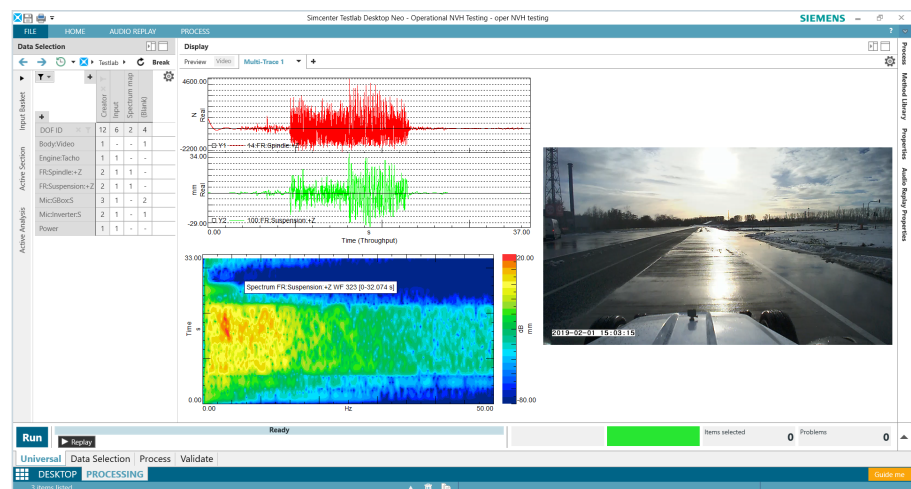 Simcenter Testlab Desktop Neo - Operational NVH Testing - oper NVH testing
SIEMENS
FILE HOME AUDIO REPLAY PROCESS
Data Selection
Display
Testlab Break
Preview Video Multi-Trace 1
Creator
Input
Spectrum map
(Blank)
DOF ID 12 6 2 4
Body:Video 1 - - 1
Engine:Tacho 1 1 - -
FR:Spindle:+Z 2 1 1 -
FR:Suspension:+Z 2 1 1 -
Mic:GBox:S 3 1 - 2
Mic:Inverter:S 2 1 - 1
Power 1 1 - -
Input Basket
Active Section
Active Analysis
4600.00
N
Real
-2200.00
Y1 14:FR:Spindle:
34.00
mm
Real
-29.00
Y2 100:FR:Suspension:+Z
0.00 s 37.00
Time (Throughput)
33.00
Time
s
0.00
Spectrum FR:Suspension:+Z WF 323 [0-32.074 s]
0.00 Hz 50.00
20.00
dB
mm
-60.00
2019-02-01 15:03:15
Process
Method Library
Properties
Audio Replay Properties
Run
Replay
Ready
Items selected 0
Problems 0
Universal Data Selection Process Validate
DESKTOP PROCESSING
Guide me
3 items listed